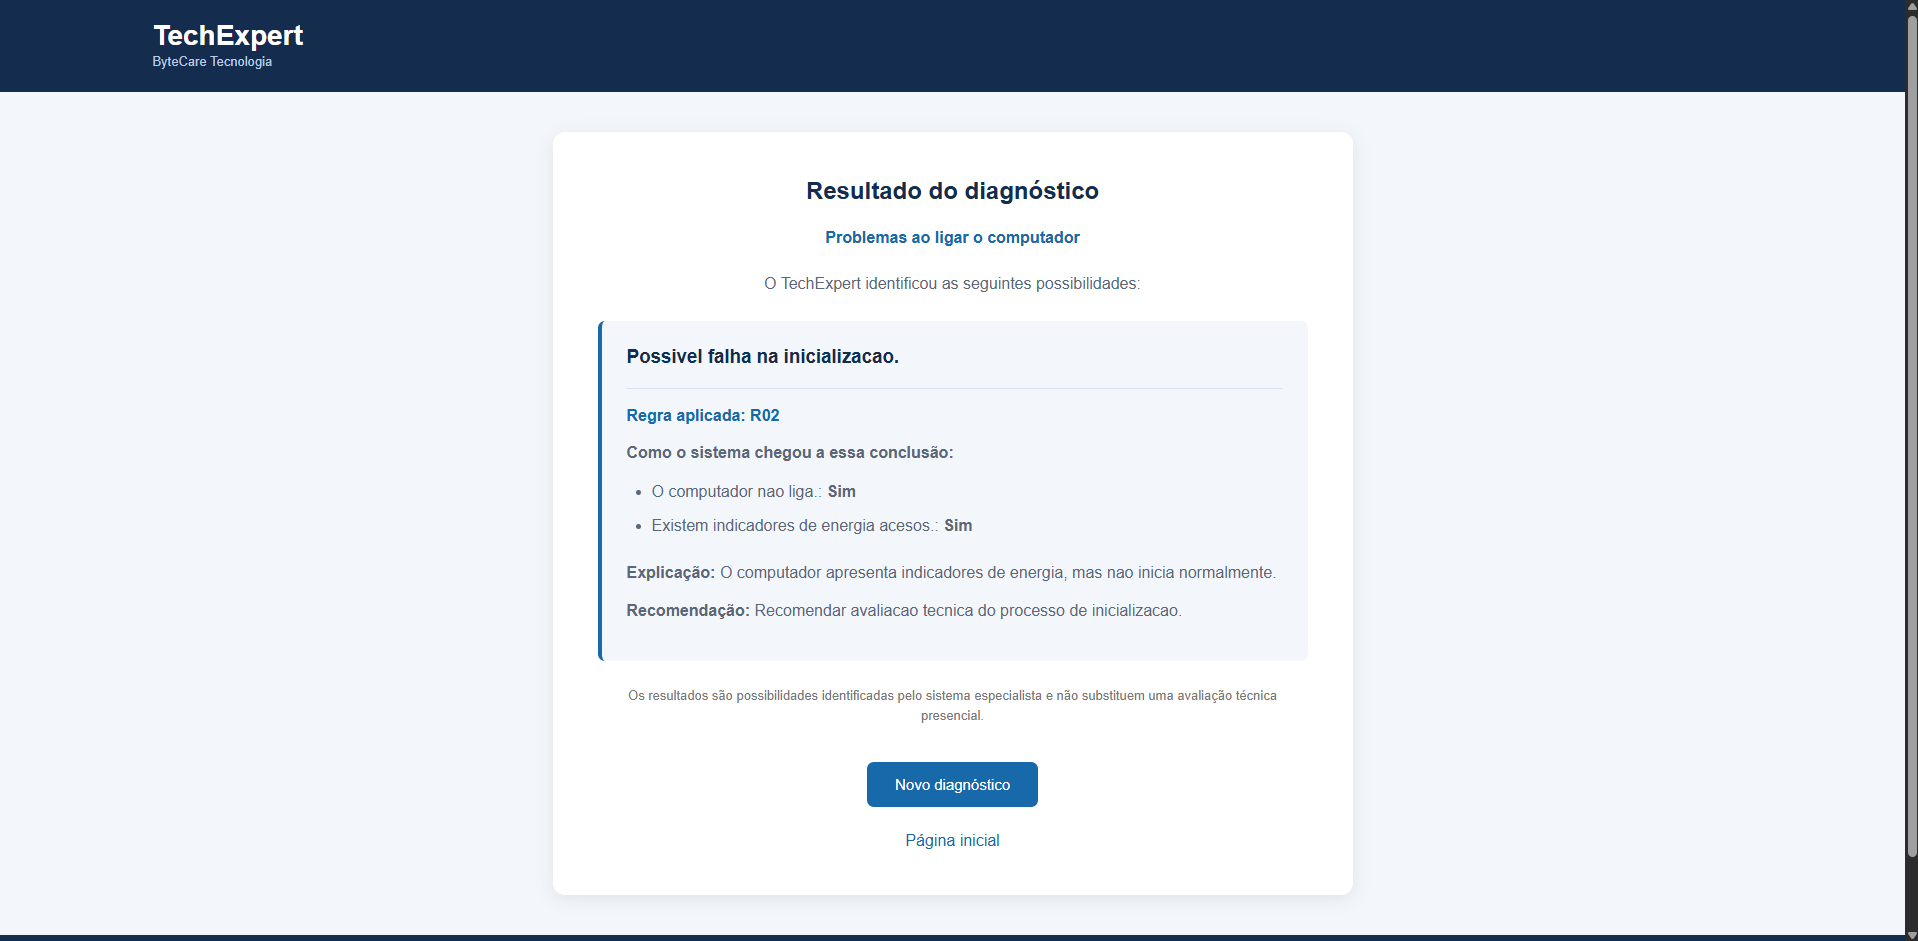 TechExpert
ByteCare Tecnologia
Resultado do diagnóstico
Problemas ao ligar o computador
O TechExpert identificou as seguintes possibilidades:
Possivel falha na inicializacao.
Regra aplicada: R02
Como o sistema chegou a essa conclusão:
• O computador nao liga.: Sim
• Existem indicadores de energia acesos.: Sim
Explicação: O computador apresenta indicadores de energia, mas nao inicia normalmente.
Recomendação: Recomendar avaliacao tecnica do processo de inicializacao.
Os resultados são possibilidades identificadas pelo sistema especialista e não substituem uma avaliação técnica
presencial.
Novo diagnóstico
Página inicial